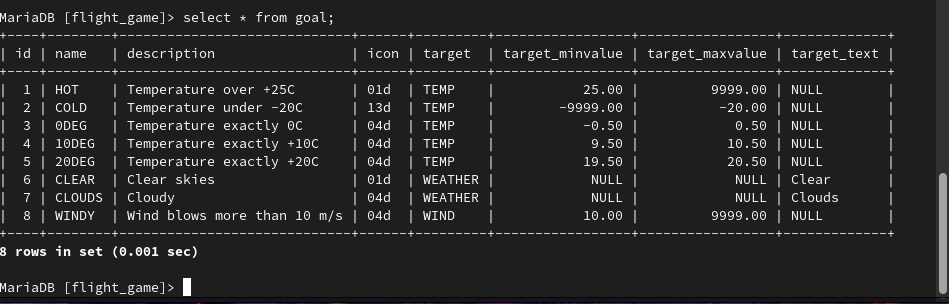 MariaDB [flight_game]> select * from goal;
+----+--------+---------------------------------+------+---------+-----------------+-----------------+-------------+
| id | name   | description                     | icon | target  | target_minvalue | target_maxvalue | target_text |
+----+--------+---------------------------------+------+---------+-----------------+-----------------+-------------+
|  1 | HOT    | Temperature over +25C           | 01d  | TEMP    |           25.00 |         9999.00 | NULL        |
|  2 | COLD   | Temperature under -20C          | 13d  | TEMP    |        -9999.00 |          -20.00 | NULL        |
|  3 | 0DEG   | Temperature exactly 0C          | 04d  | TEMP    |           -0.50 |            0.50 | NULL        |
|  4 | 10DEG  | Temperature exactly +10C        | 04d  | TEMP    |            9.50 |           10.50 | NULL        |
|  5 | 20DEG  | Temperature exactly +20C        | 04d  | TEMP    |           19.50 |           20.50 | NULL        |
|  6 | CLEAR  | Clear skies                     | 01d  | WEATHER |            NULL |            NULL | Clear       |
|  7 | CLOUDS | Cloudy                          | 04d  | WEATHER |            NULL |            NULL | Clouds      |
|  8 | WINDY  | Wind blows more than 10 m/s     | 04d  | WIND    |           10.00 |         9999.00 | NULL        |
+----+--------+---------------------------------+------+---------+-----------------+-----------------+-------------+
8 rows in set (0.001 sec)
MariaDB [flight_game]>